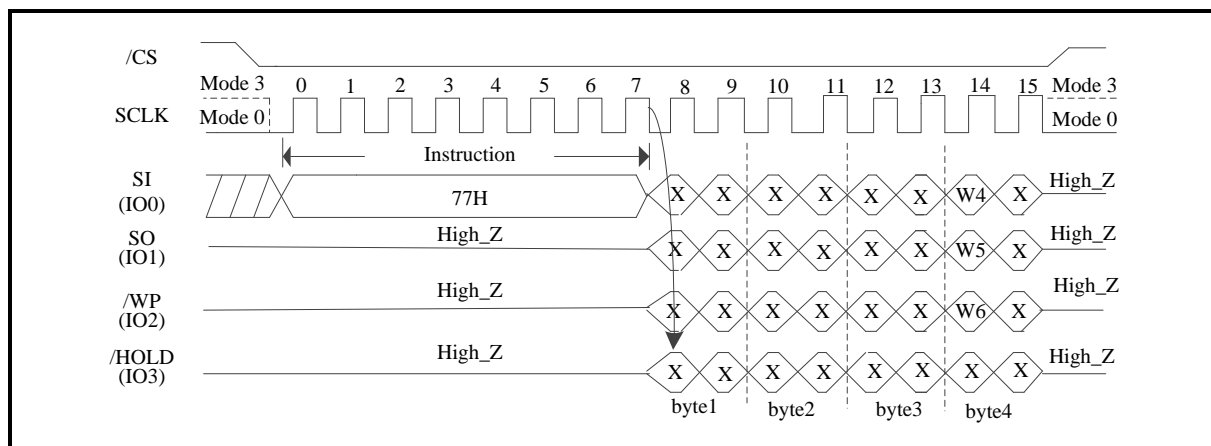 /CS
Mode 3 0 1 2 3 4 5 6 7 8 9 10 11 12 13 14 15 Mode 3
SCLK Mode 0 Mode 0
Instruction
SI
(IO0)
77H X X X X X X W4 X High_Z
SO
(IO1)
High_Z X X X X X X W5 X High_Z
/WP
(IO2)
High_Z X X X X X X W6 X High_Z
/HOLD
(IO3)
High_Z X X X X X X X X High_Z
byte1 byte2 byte3 byte4